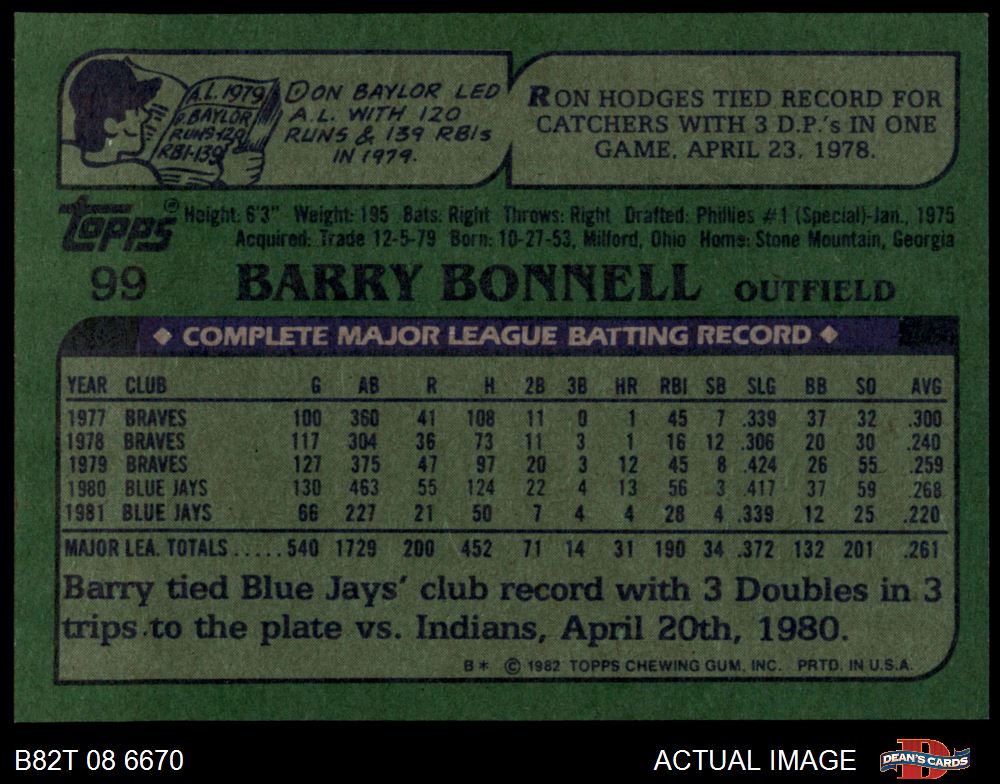 A.L. 1979
D. BAYLOR
RUNS-120
RBI-139
DON BAYLOR LED
A.L. WITH 120
RUNS & 139 RBIs
IN 1979.
RON HODGES TIED RECORD FOR
CATCHERS WITH 3 D.P.'s IN ONE
GAME, APRIL 23, 1978.
topps®
Height: 6'3" Weight: 195 Bats: Right Throws: Right Drafted: Phillies #1 (Special)-Jan., 1975
Acquired: Trade 12-5-79 Born: 10-27-53, Milford, Ohio Home: Stone Mountain, Georgia
99 BARRY BONNELL OUTFIELD
◆ COMPLETE MAJOR LEAGUE BATTING RECORD ◆
YEAR CLUB G AB R H 2B 3B HR RBI SB SLG BB SO AVG
1977 BRAVES 100 360 41 108 11 0 1 45 7 .339 37 32 .300
1978 BRAVES 117 304 36 73 11 3 1 16 12 .306 20 30 .240
1979 BRAVES 127 375 47 97 20 3 12 45 8 .424 26 55 .259
1980 BLUE JAYS 130 463 55 124 22 4 13 56 3 .417 37 59 .268
1981 BLUE JAYS 66 227 21 50 7 4 4 28 4 .339 12 25 .220
MAJOR LEA. TOTALS.....540 1729 200 452 71 14 31 190 34 .372 132 201 .261
Barry tied Blue Jays' club record with 3 Doubles in 3
trips to the plate vs. Indians, April 20th, 1980.
B* © 1982 TOPPS CHEWING GUM, INC. PRTD. IN U.S.A.
B82T 08 6670
ACTUAL IMAGE
DEAN'S CARDS